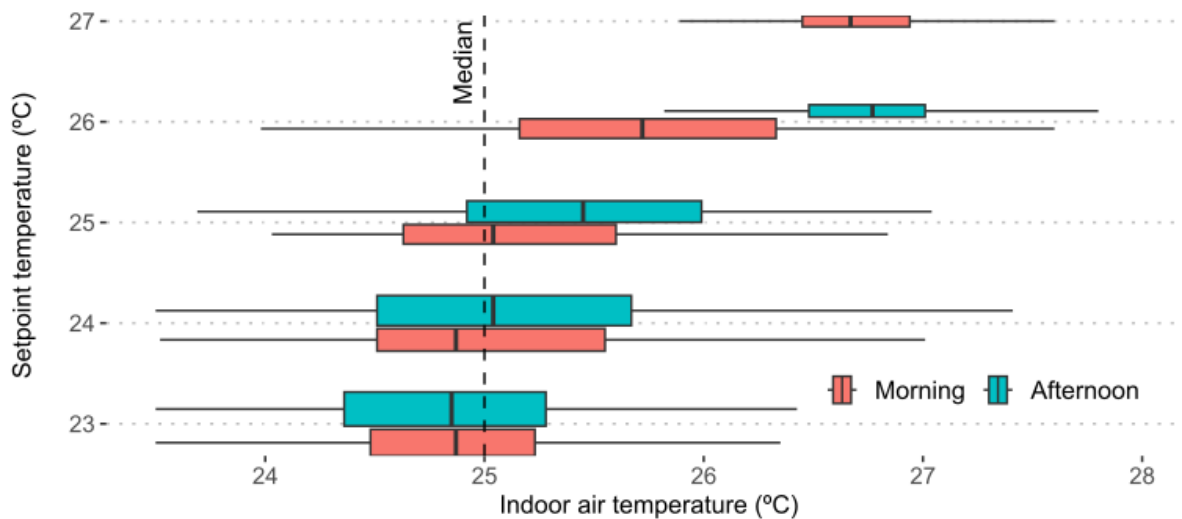 27
26
25
24
23
Setpoint temperature (ºC)
Median
Morning
Afternoon
24
25
26
27
28
Indoor air temperature (ºC)